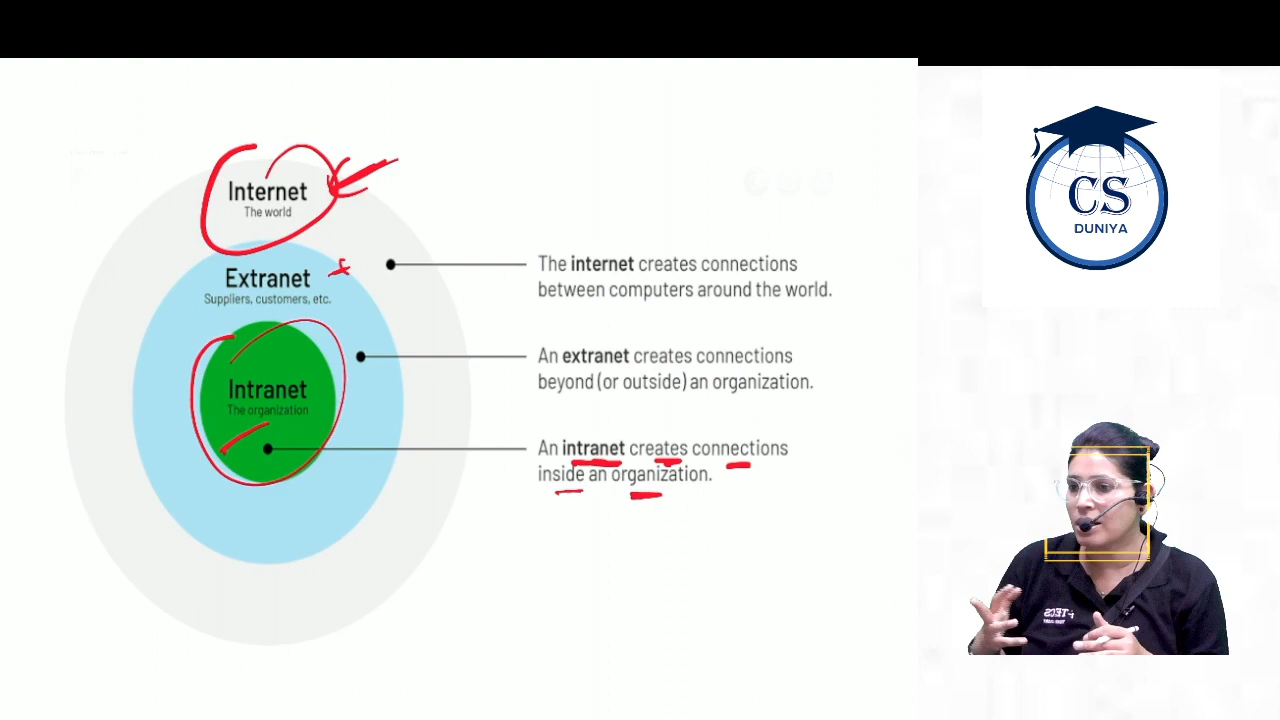 Internet
The world
Extranet
Suppliers, customers, etc.
Intranet
The organization
The internet creates connections
between computers around the world.
An extranet creates connections
beyond (or outside) an organization.
An intranet creates connections
inside an organization.
CS
DUNIYA